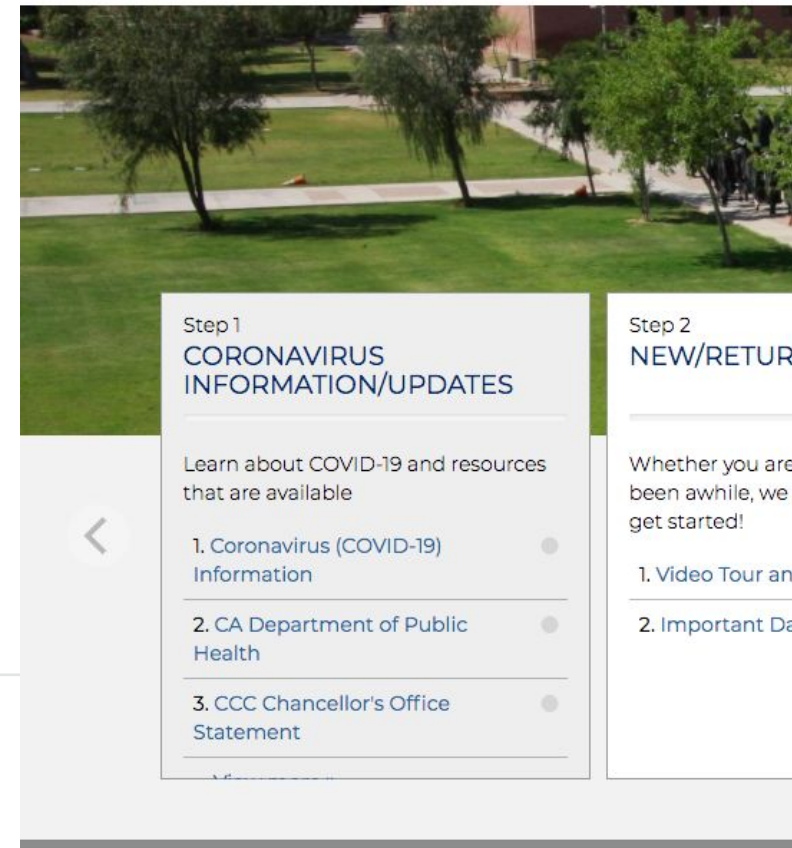 Step 1
CORONAVIRUS
INFORMATION/UPDATES
Learn about COVID-19 and resources
that are available
1. Coronavirus (COVID-19)
Information
2. CA Department of Public
Health
3. CCC Chancellor's Office
Statement
Step 2
NEW/RETUR
Whether you are
been awhile, we
get started!
1. Video Tour an
2. Important Da